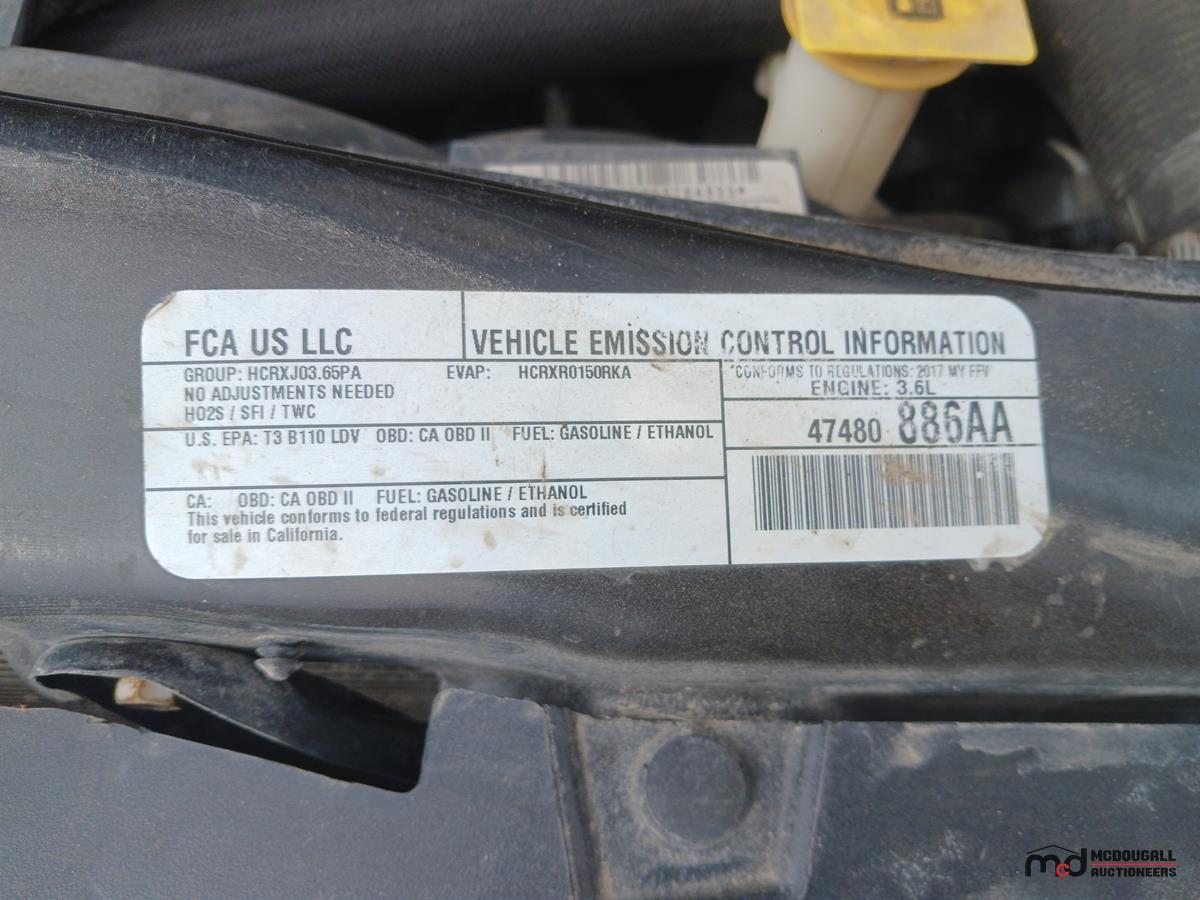 FCA US LLC
VEHICLE EMISSION CONTROL INFORMATION
GROUP: HCRXJ03.65PA EVAP: HCRXR0150RKA
NO ADJUSTMENTS NEEDED
HO2S / SFI / TWC
CONFORMS TO REGULATIONS: 2017 MY FFV
ENGINE: 3.6L
U.S. EPA: T3 B110 LDV OBD: CA OBD II FUEL: GASOLINE / ETHANOL
47480 886AA
CA: OBD: CA OBD II FUEL: GASOLINE / ETHANOL
This vehicle conforms to federal regulations and is certified
for sale in California.
mcd MCDOUGALL
AUCTIONEERS